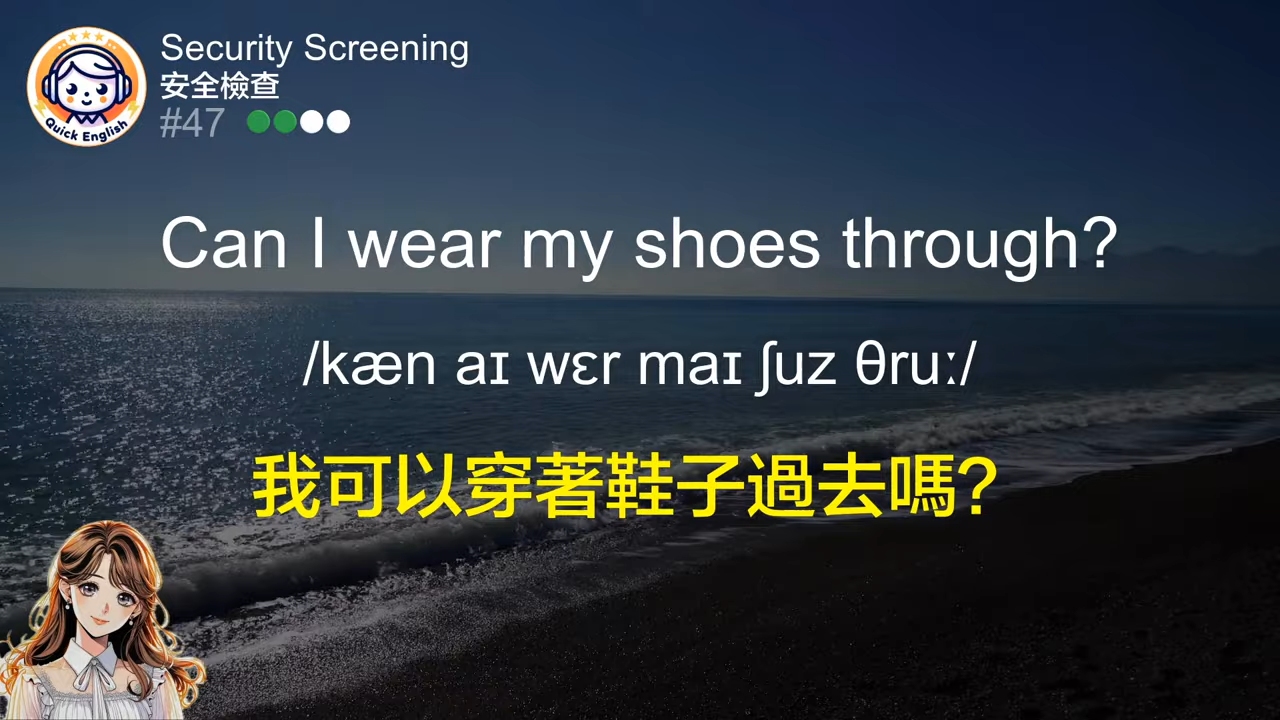 Quick English
Security Screening
安全檢查
#47
Can I wear my shoes through?
/kæn aɪ wɛr maɪ ʃuz θruː/
我可以穿著鞋子過去嗎?